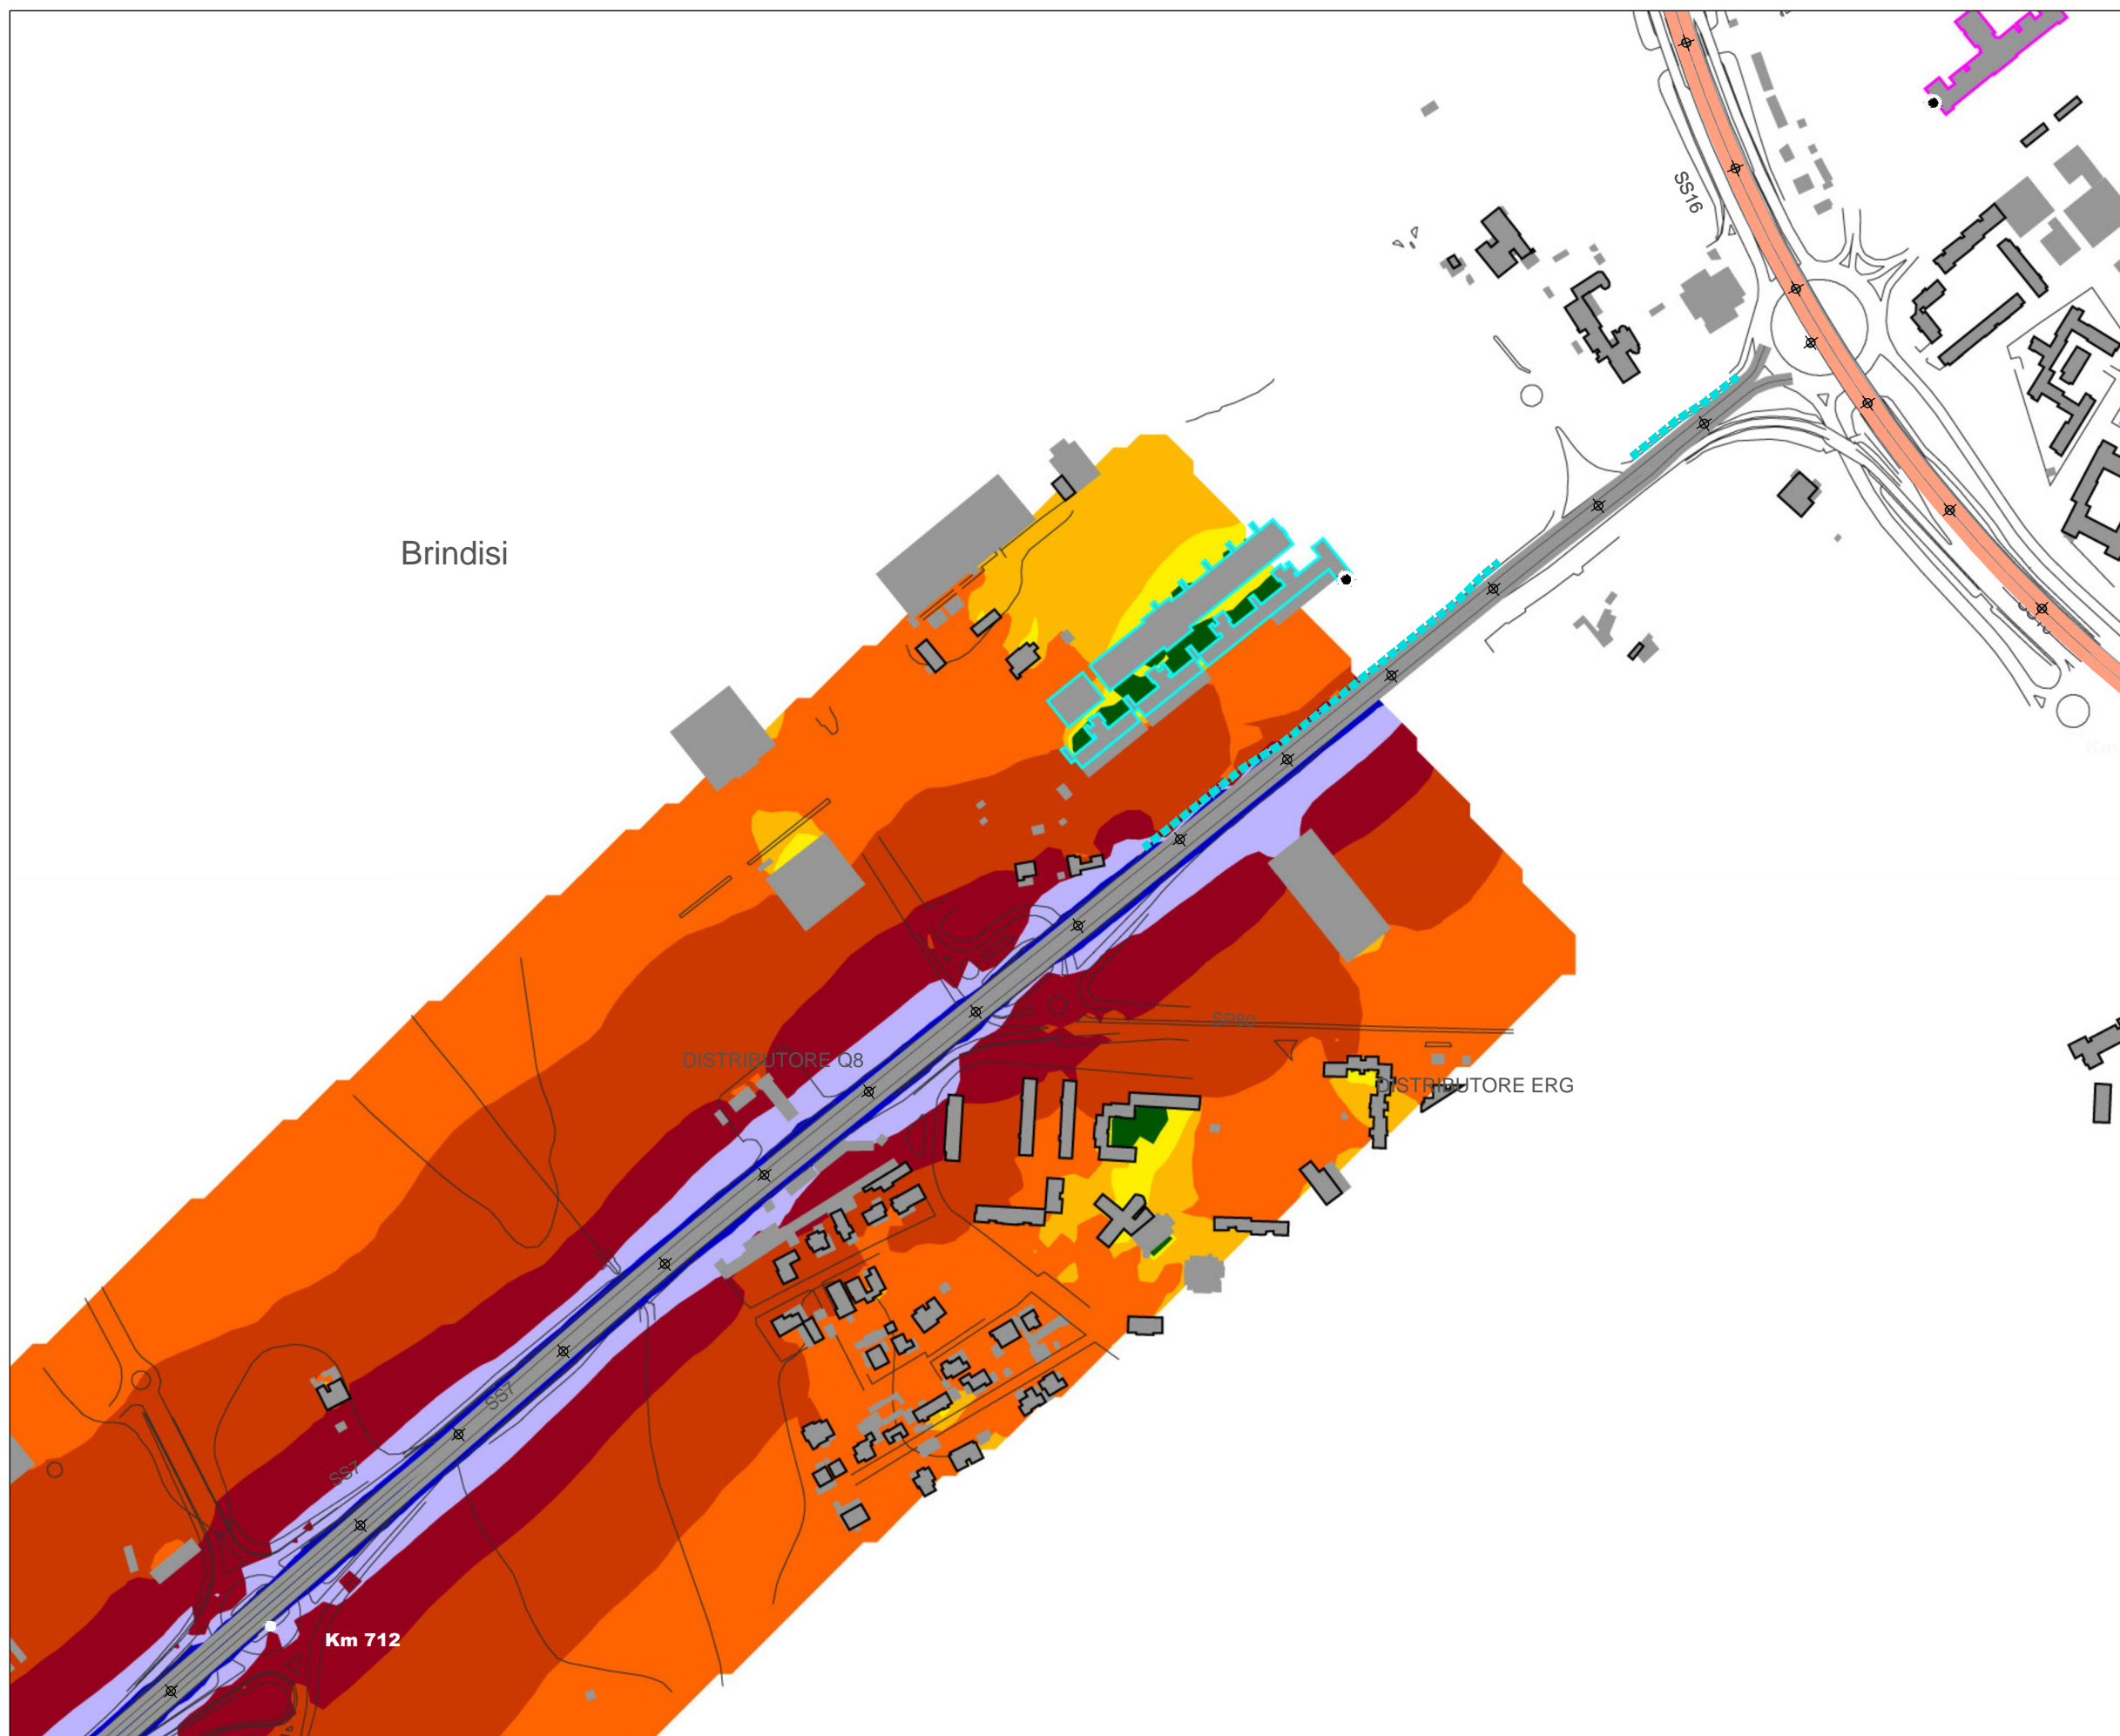 SS16
Brindisi
SP80
DISTRIBUTORE Q8
DISTRIBUTORE ERG
SS7
SS7
Km 712